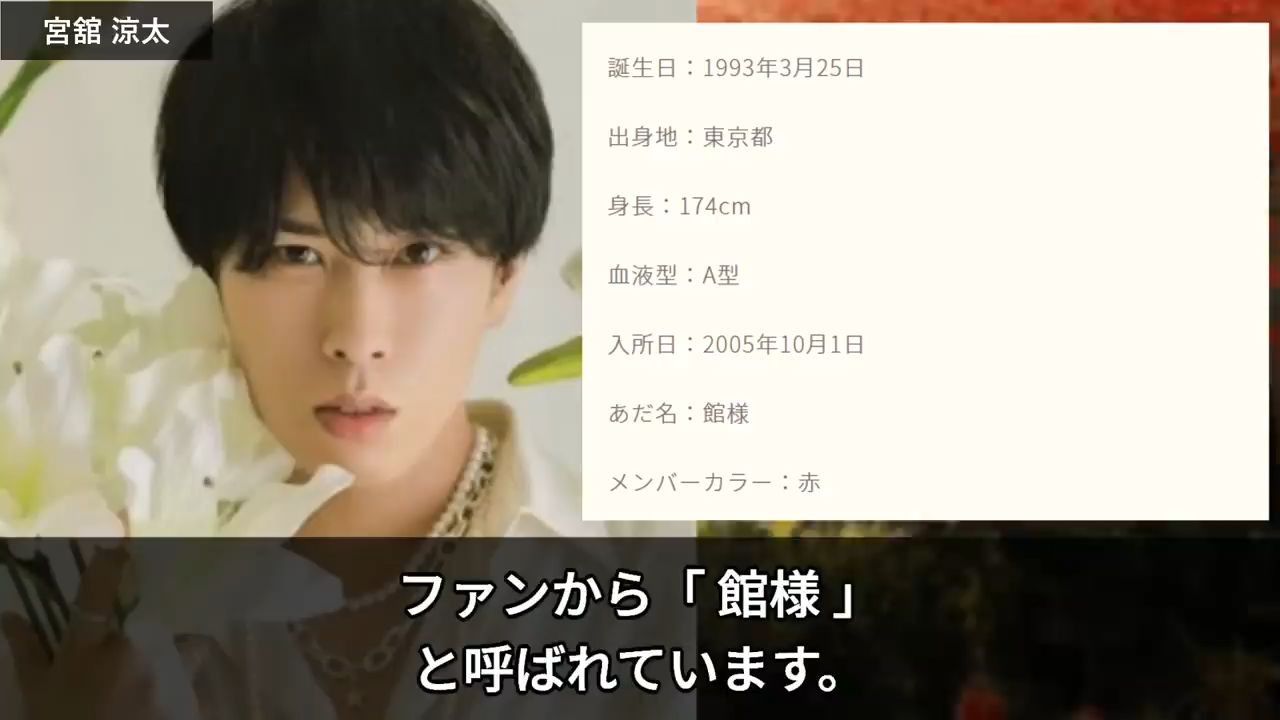 宮舘 涼太
誕生日：1993年3月25日
出身地：東京都
身長：174cm
血液型：A型
入所日：2005年10月1日
あだ名：館様
メンバーカラー：赤
ファンから「 館様 」
と呼ばれています。